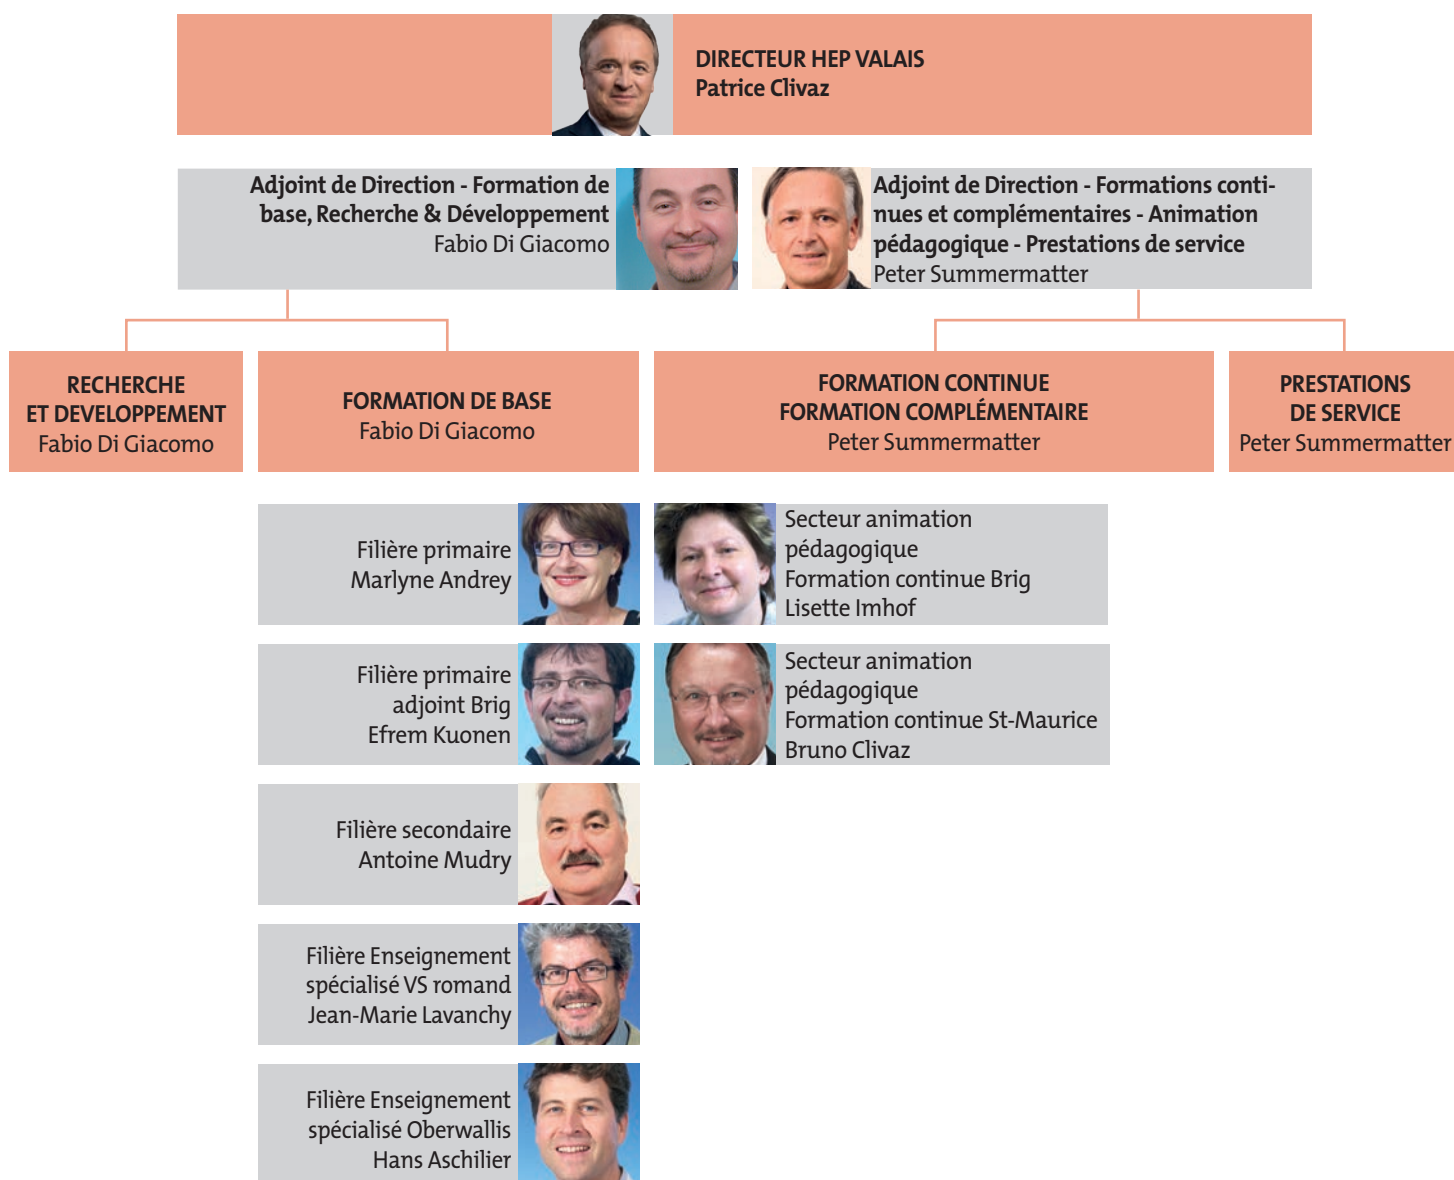 DIRECTEUR HEP VALAIS
Patrice Clivaz
Adjoint de Direction - Formation de
base, Recherche & Développement
Fabio Di Giacomo
Adjoint de Direction - Formations conti-
nues et complémentaires - Animation
pédagogique - Prestations de service
Peter Summermatter
RECHERCHE
ET DEVELOPPEMENT
Fabio Di Giacomo
FORMATION DE BASE
Fabio Di Giacomo
FORMATION CONTINUE
FORMATION COMPLÉMENTAIRE
Peter Summermatter
PRESTATIONS
DE SERVICE
Peter Summermatter
Filière primaire
Marlyne Andrey
Secteur animation
pédagogique
Formation continue Brig
Lisette Imhof
Filière primaire
adjoint Brig
Efrem Kuonen
Secteur animation
pédagogique
Formation continue St-Maurice
Bruno Clivaz
Filière secondaire
Antoine Mudry
Filière Enseignement
spécialisé VS romand
Jean-Marie Lavanchy
Filière Enseignement
spécialisé Oberwallis
Hans Aschilier